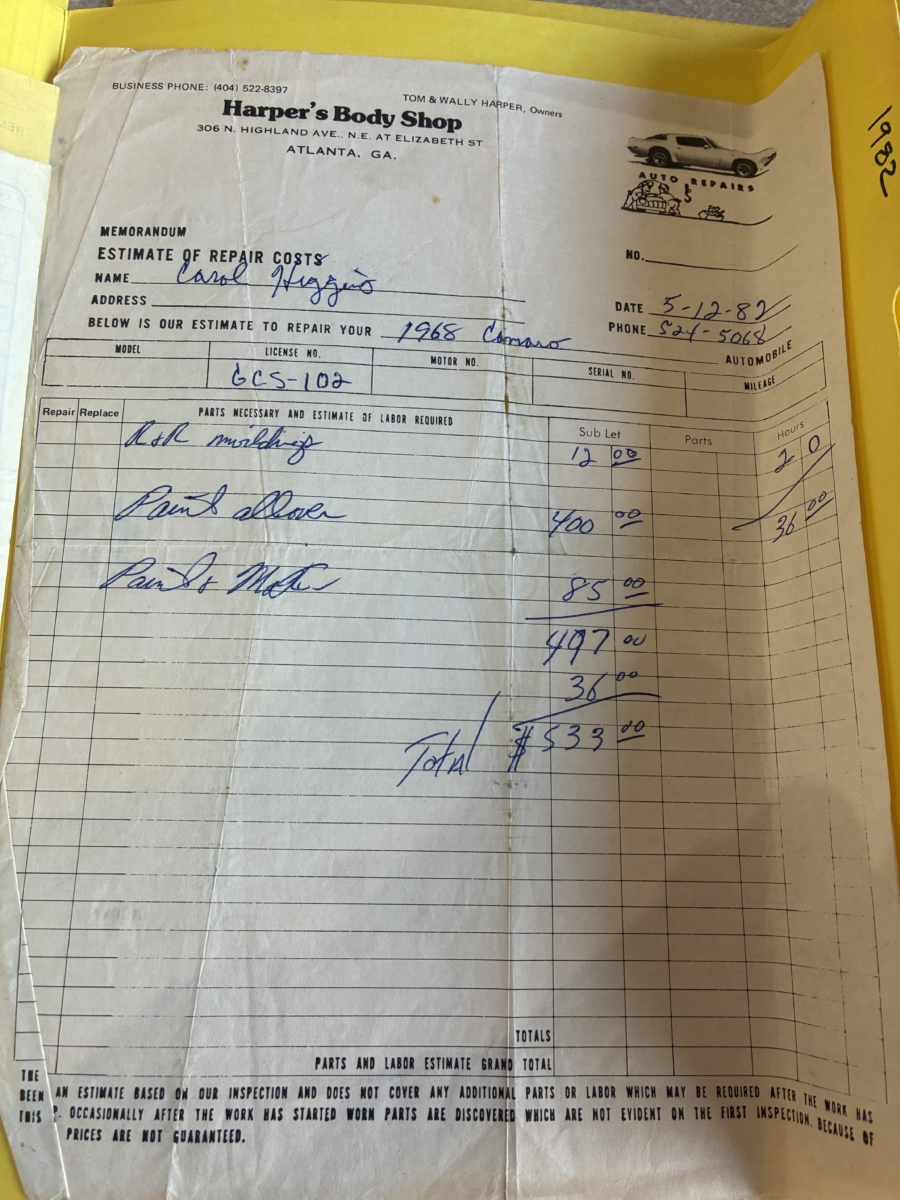 1982
BUSINESS PHONE: (404) 522-8397
TOM & WALLY HARPER, Owners
Harper's Body Shop
306 N. HIGHLAND AVE., N.E. AT ELIZABETH ST.
ATLANTA, GA.
AUTO REPAIRS
MEMORANDUM
ESTIMATE OF REPAIR COSTS
NO.
NAME Carol Higgins
ADDRESS
DATE 5-12-82
BELOW IS OUR ESTIMATE TO REPAIR YOUR 1968 Camaro
PHONE 524-5068
AUTOMOBILE
MODEL LICENSE NO. MOTOR NO. SERIAL NO. MILEAGE
GCS-102
Repair Replace PARTS NECESSARY AND ESTIMATE OF LABOR REQUIRED Sub Let Parts Hours
R&R moildings 12 00 2 0
Paint allover 400 00 36 00
Paint & 85 00
497 00
36 00
Total $533 00
TOTALS
PARTS AND LABOR ESTIMATE GRAND TOTAL
THE
BEEN AN ESTIMATE BASED ON OUR INSPECTION AND DOES NOT COVER ANY ADDITIONAL PARTS OR LABOR WHICH MAY BE REQUIRED AFTER THE WORK HAS
THIS P. OCCASIONALLY AFTER THE WORK HAS STARTED WORN PARTS ARE DISCOVERED WHICH ARE NOT EVIDENT ON THE FIRST INSPECTION. BECAUSE OF
PRICES ARE NOT GUARANTEED.